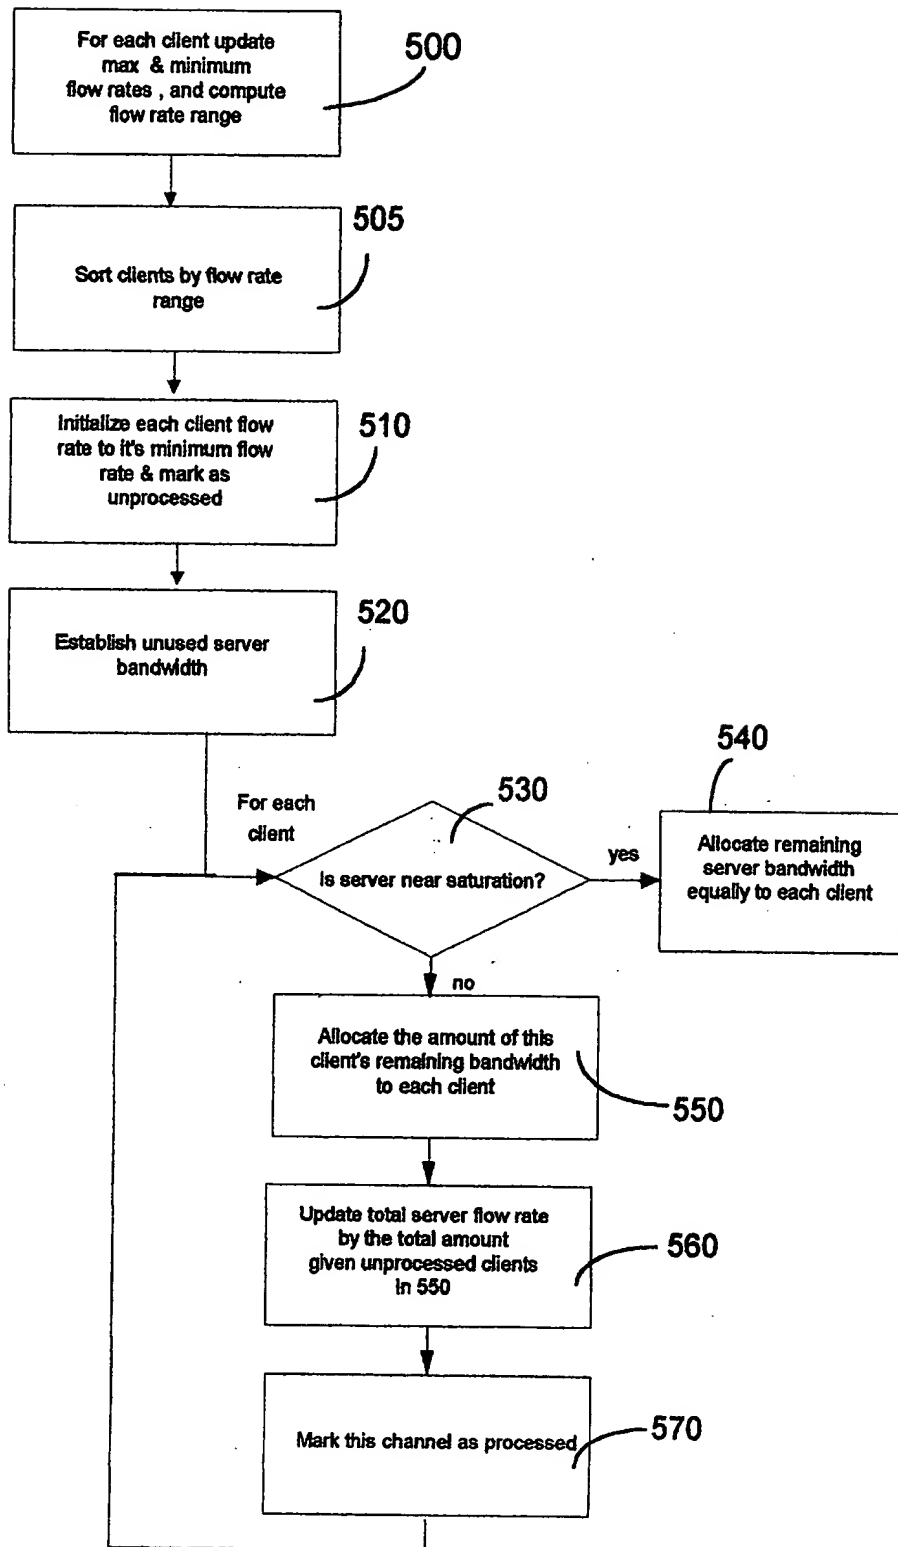 For each client update
max & minimum
flow rates , and compute
flow rate range
500
505
Sort clients by flow rate
range
Initialize each client flow
rate to it's minimum flow
rate & mark as
unprocessed
510
520
Establish unused server
bandwidth
540
For each
client
530
Is server near saturation?
yes
Allocate remaining
server bandwidth
equally to each client
no
Allocate the amount of this
client's remaining bandwidth
to each client
550
Update total server flow rate
by the total amount
given unprocessed clients
in 550
560
Mark this channel as processed
570